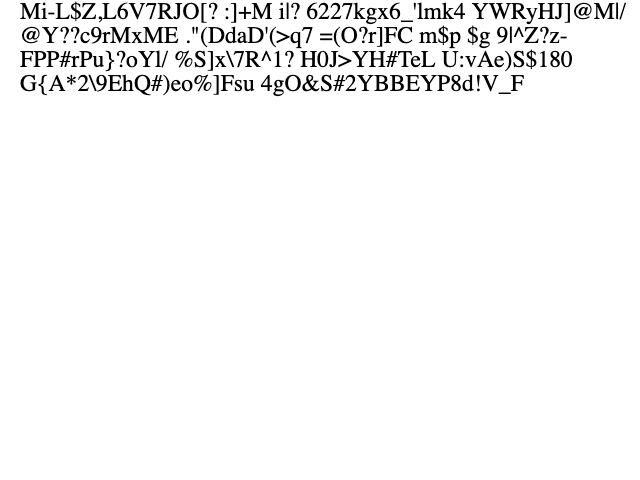 Mi-L$Z,L6V7RJO[? :]+M i|? 6227kgx6_'lmk4 YWRyHJ]@M|/
@Y??c9rMxME ."(DdaD'(>q7 =(O?r]FC m$p $g 9|^Z?z-
FPP#rPu}?oYl/ %S]x\7R^1? H0J>YH#TeL U:vAe)S$180
G{A*2\9EhQ#)eo%]Fsu 4gO&S#2YBBEYP8d!V_F